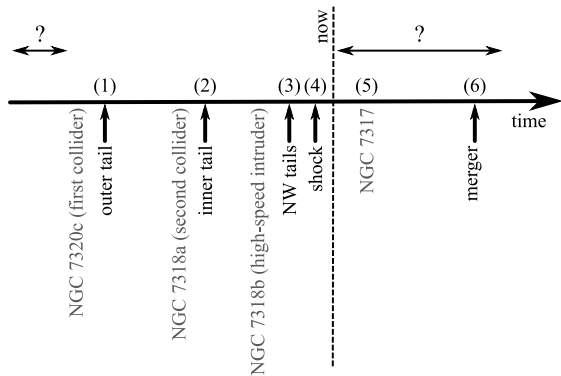 now
?
?
(1)
(2)
(3)
(4)
(5)
(6)
time
NGC 7320c (first collider)
outer tail
NGC 7318a (second collider)
inner tail
NGC 7318b (high-speed intruder)
NW tails
shock
NGC 7317
merger